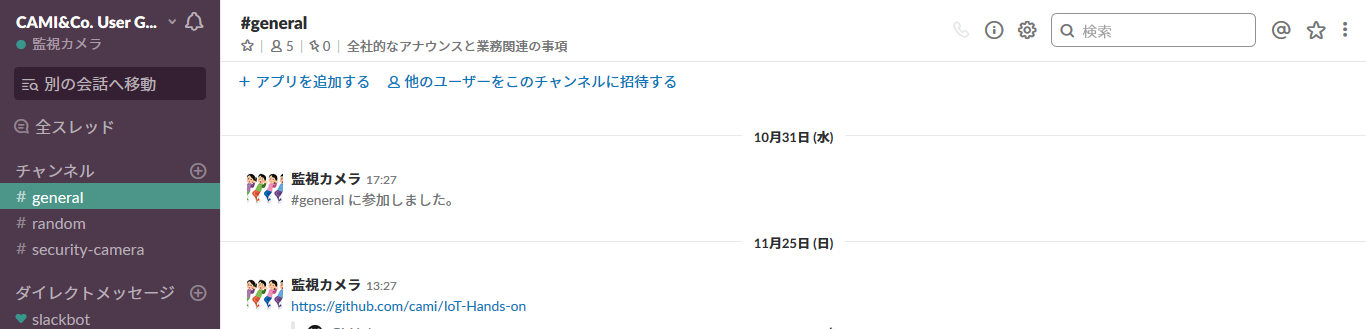 CAMI&Co. User G...
監視カメラ
別の会話へ移動
全スレッド
チャンネル
# general
# random
# security-camera
ダイレクトメッセージ
slackbot
#general
5 | 0 | 全社的なアナウンスと業務関連の事項
検索
+ アプリを追加する 他のユーザーをこのチャンネルに招待する
10月31日 (水)
監視カメラ 17:27
#general に参加しました。
11月25日 (日)
監視カメラ 13:27
https://github.com/cami/IoT-Hands-on